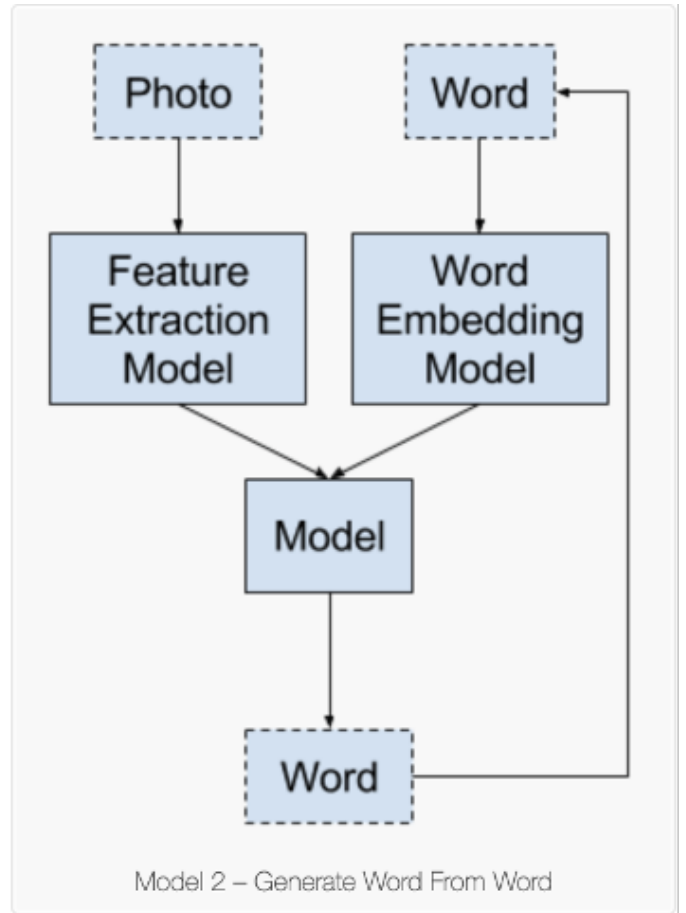 Photo
Word
Feature
Extraction
Model
Word
Embedding
Model
Model
Word
Model 2 – Generate Word From Word